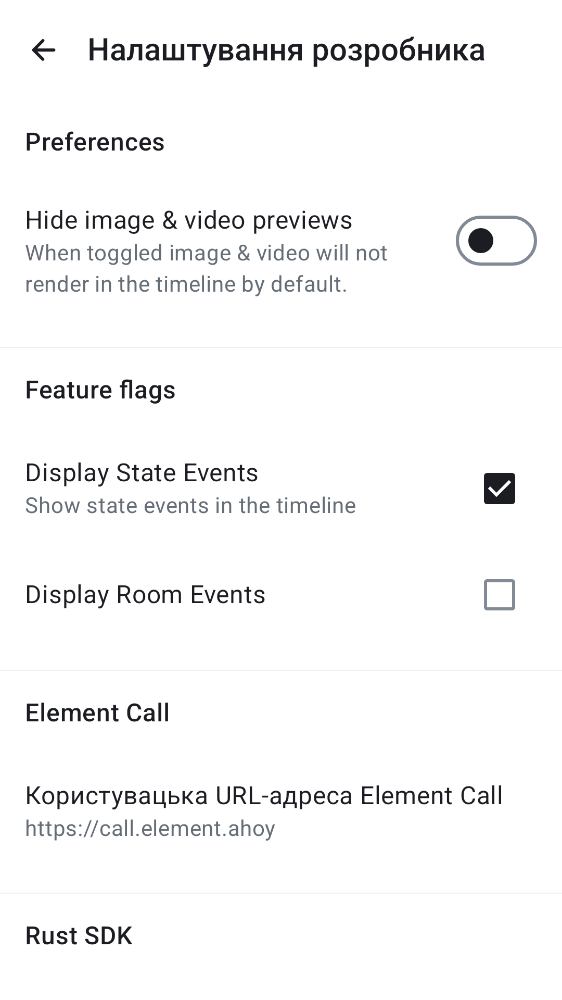 Налаштування розробника
Preferences
Hide image & video previews
When toggled image & video will not
render in the timeline by default.
Feature flags
Display State Events
Show state events in the timeline
Display Room Events
Element Call
Користувацька URL-адреса Element Call
https://call.element.ahoy
Rust SDK